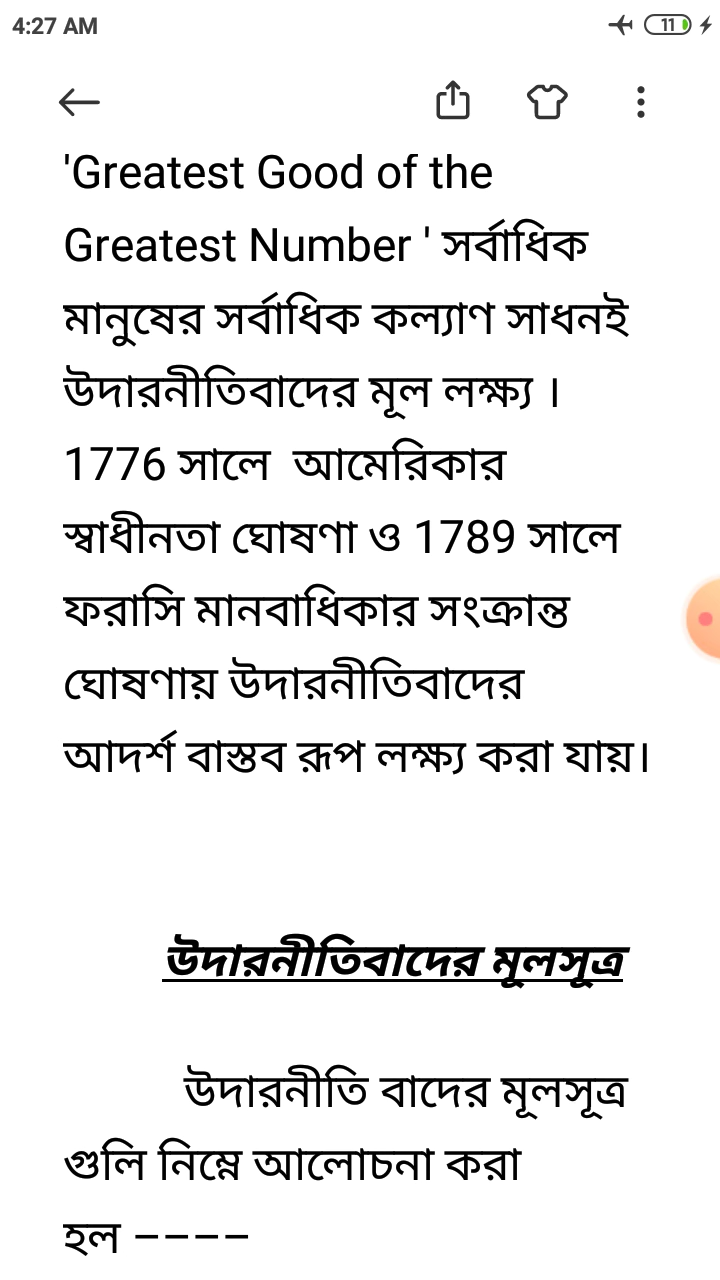 4:27 AM
11
'Greatest Good of the
Greatest Number ' সর্বাধিক
মানুষের সর্বাধিক কল্যাণ সাধনই
উদারনীতিবাদের মূল লক্ষ্য ।
1776 সালে  আমেরিকার
স্বাধীনতা ঘোষণা ও 1789 সালে
ফরাসি মানবাধিকার সংক্রান্ত
ঘোষণায় উদারনীতিবাদের
আদর্শ বাস্তব রূপ লক্ষ্য করা যায়।
উদারনীতিবাদের মূলসূত্র
উদারনীতি বাদের মূলসূত্র
গুলি নিম্নে আলোচনা করা
হল ––––